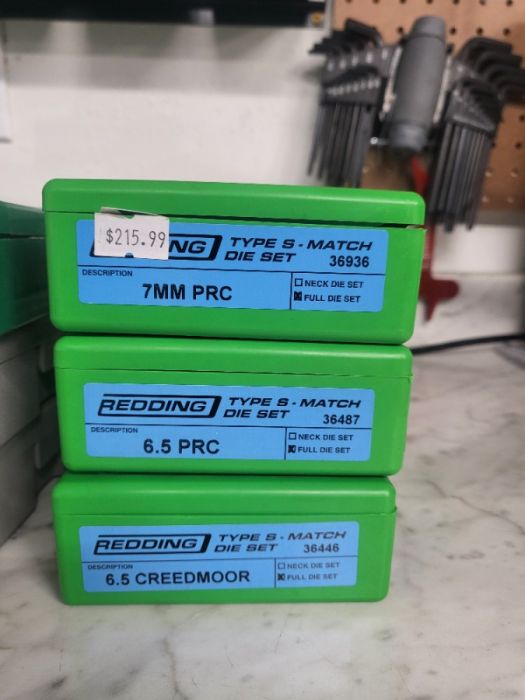 $215.99
DING TYPE S - MATCH
DIE SET 36936
DESCRIPTION
7MM PRC
NECK DIE SET
FULL DIE SET
REDDING TYPE S - MATCH
DIE SET 36487
DESCRIPTION
6.5 PRC
NECK DIE SET
FULL DIE SET
REDDING TYPE S - MATCH
DIE SET 36446
DESCRIPTION
6.5 CREEDMOOR
NECK DIE SET
FULL DIE SET